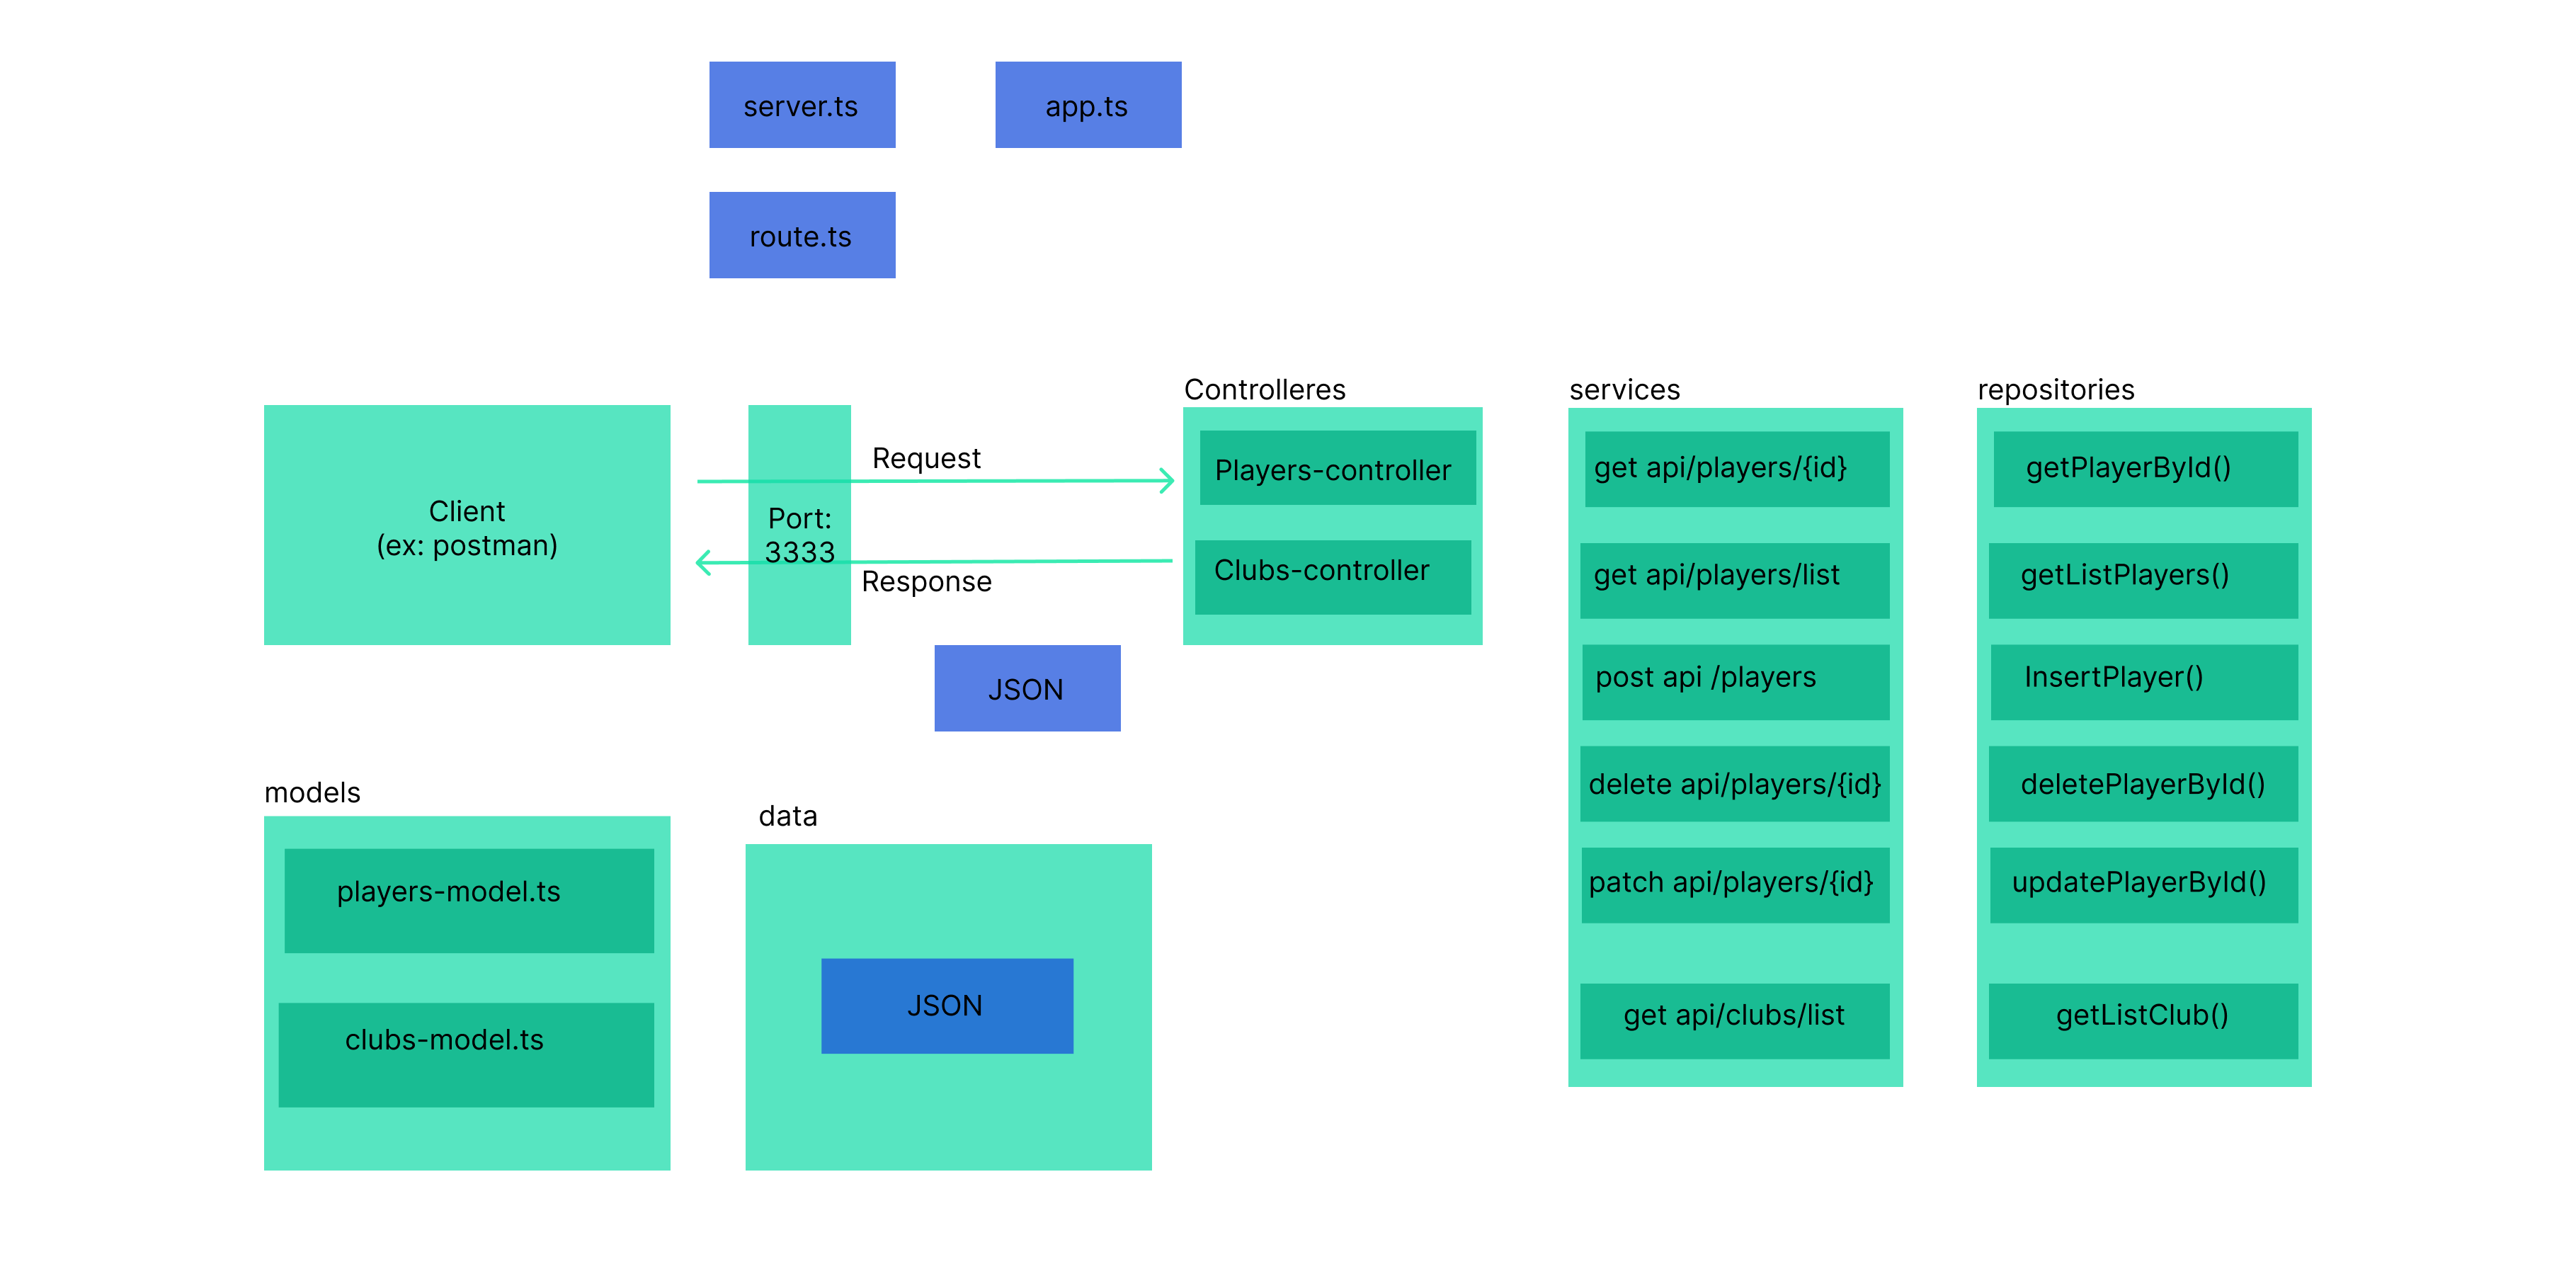 server.ts
app.ts
route.ts
Client
(ex: postman)
Port:
3333
Request
Response
JSON
Controlleres
Players-controller
Clubs-controller
services
get api/players/{id}
get api/players/list
post api /players
delete api/players/{id}
patch api/players/{id}
get api/clubs/list
repositories
getPlayerById()
getListPlayers()
InsertPlayer()
deletePlayerById()
updatePlayerById()
getListClub()
models
players-model.ts
clubs-model.ts
data
JSON